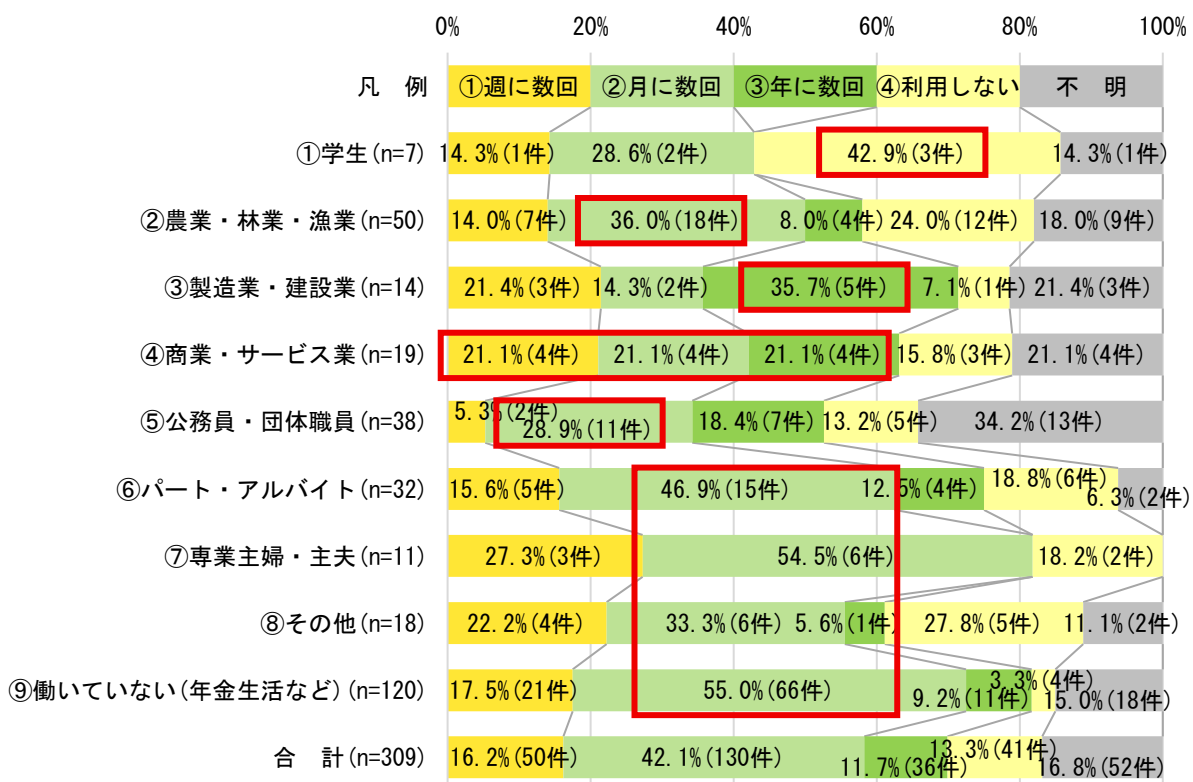 0% 20% 40% 60% 80% 100%
凡 例 ①週に数回 ②月に数回 ③年に数回 ④利用しない 不 明
①学生(n=7) 14.3%(1件) 28.6%(2件) 42.9%(3件) 14.3%(1件)
②農業・林業・漁業(n=50) 14.0%(7件) 36.0%(18件) 8.0%(4件) 24.0%(12件) 18.0%(9件)
③製造業・建設業(n=14) 21.4%(3件) 14.3%(2件) 35.7%(5件) 7.1%(1件) 21.4%(3件)
④商業・サービス業(n=19) 21.1%(4件) 21.1%(4件) 21.1%(4件) 15.8%(3件) 21.1%(4件)
⑤公務員・団体職員(n=38) 5.3%(2件) 28.9%(11件) 18.4%(7件) 13.2%(5件) 34.2%(13件)
⑥パート・アルバイト(n=32) 15.6%(5件) 46.9%(15件) 12.5%(4件) 18.8%(6件) 6.3%(2件)
⑦専業主婦・主夫(n=11) 27.3%(3件) 54.5%(6件) 18.2%(2件)
⑧その他(n=18) 22.2%(4件) 33.3%(6件) 5.6%(1件) 27.8%(5件) 11.1%(2件)
⑨働いていない(年金生活など)(n=120) 17.5%(21件) 55.0%(66件) 9.2%(11件) 3.3%(4件) 15.0%(18件)
合 計(n=309) 16.2%(50件) 42.1%(130件) 11.7%(36件) 13.3%(41件) 16.8%(52件)